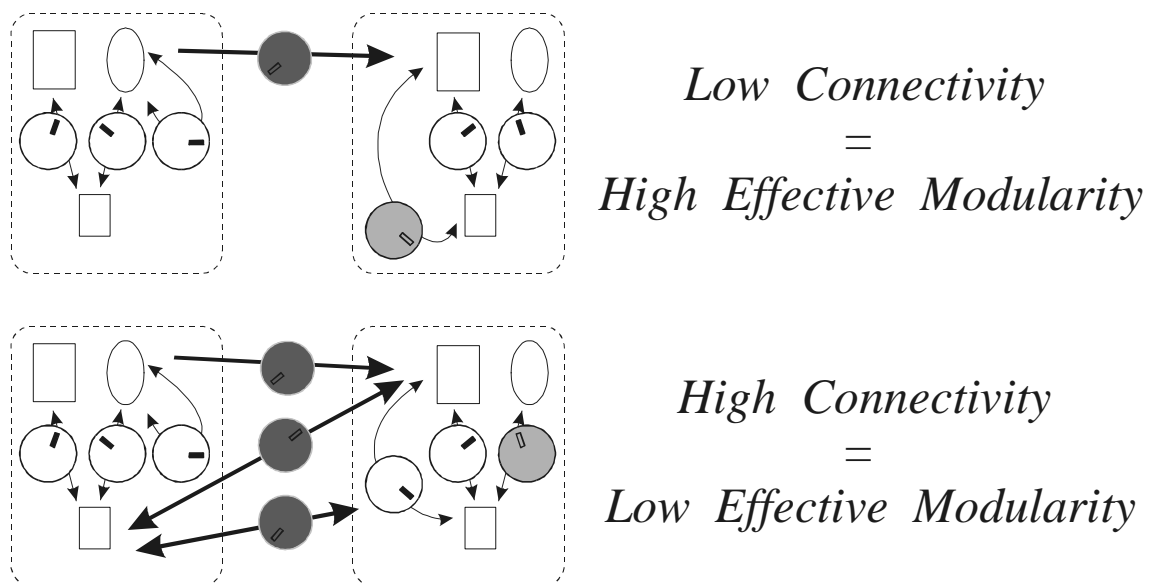 Low Connectivity
=
High Effective Modularity
High Connectivity
=
Low Effective Modularity